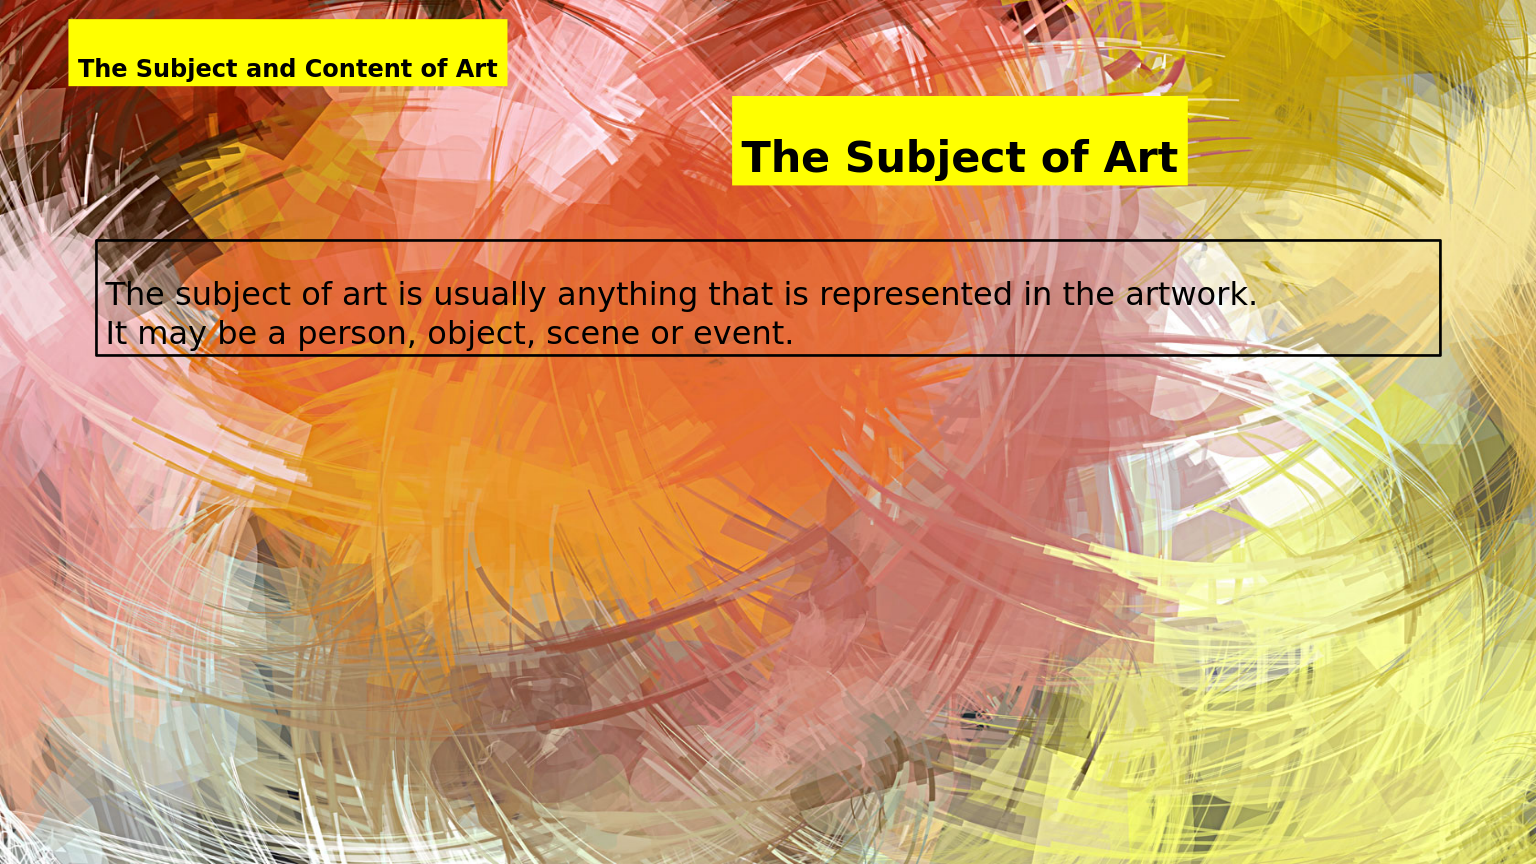 The Subject and Content of Art
The Subject of Art
The subject of art is usually anything that is represented in the artwork.
It may be a person, object, scene or event.